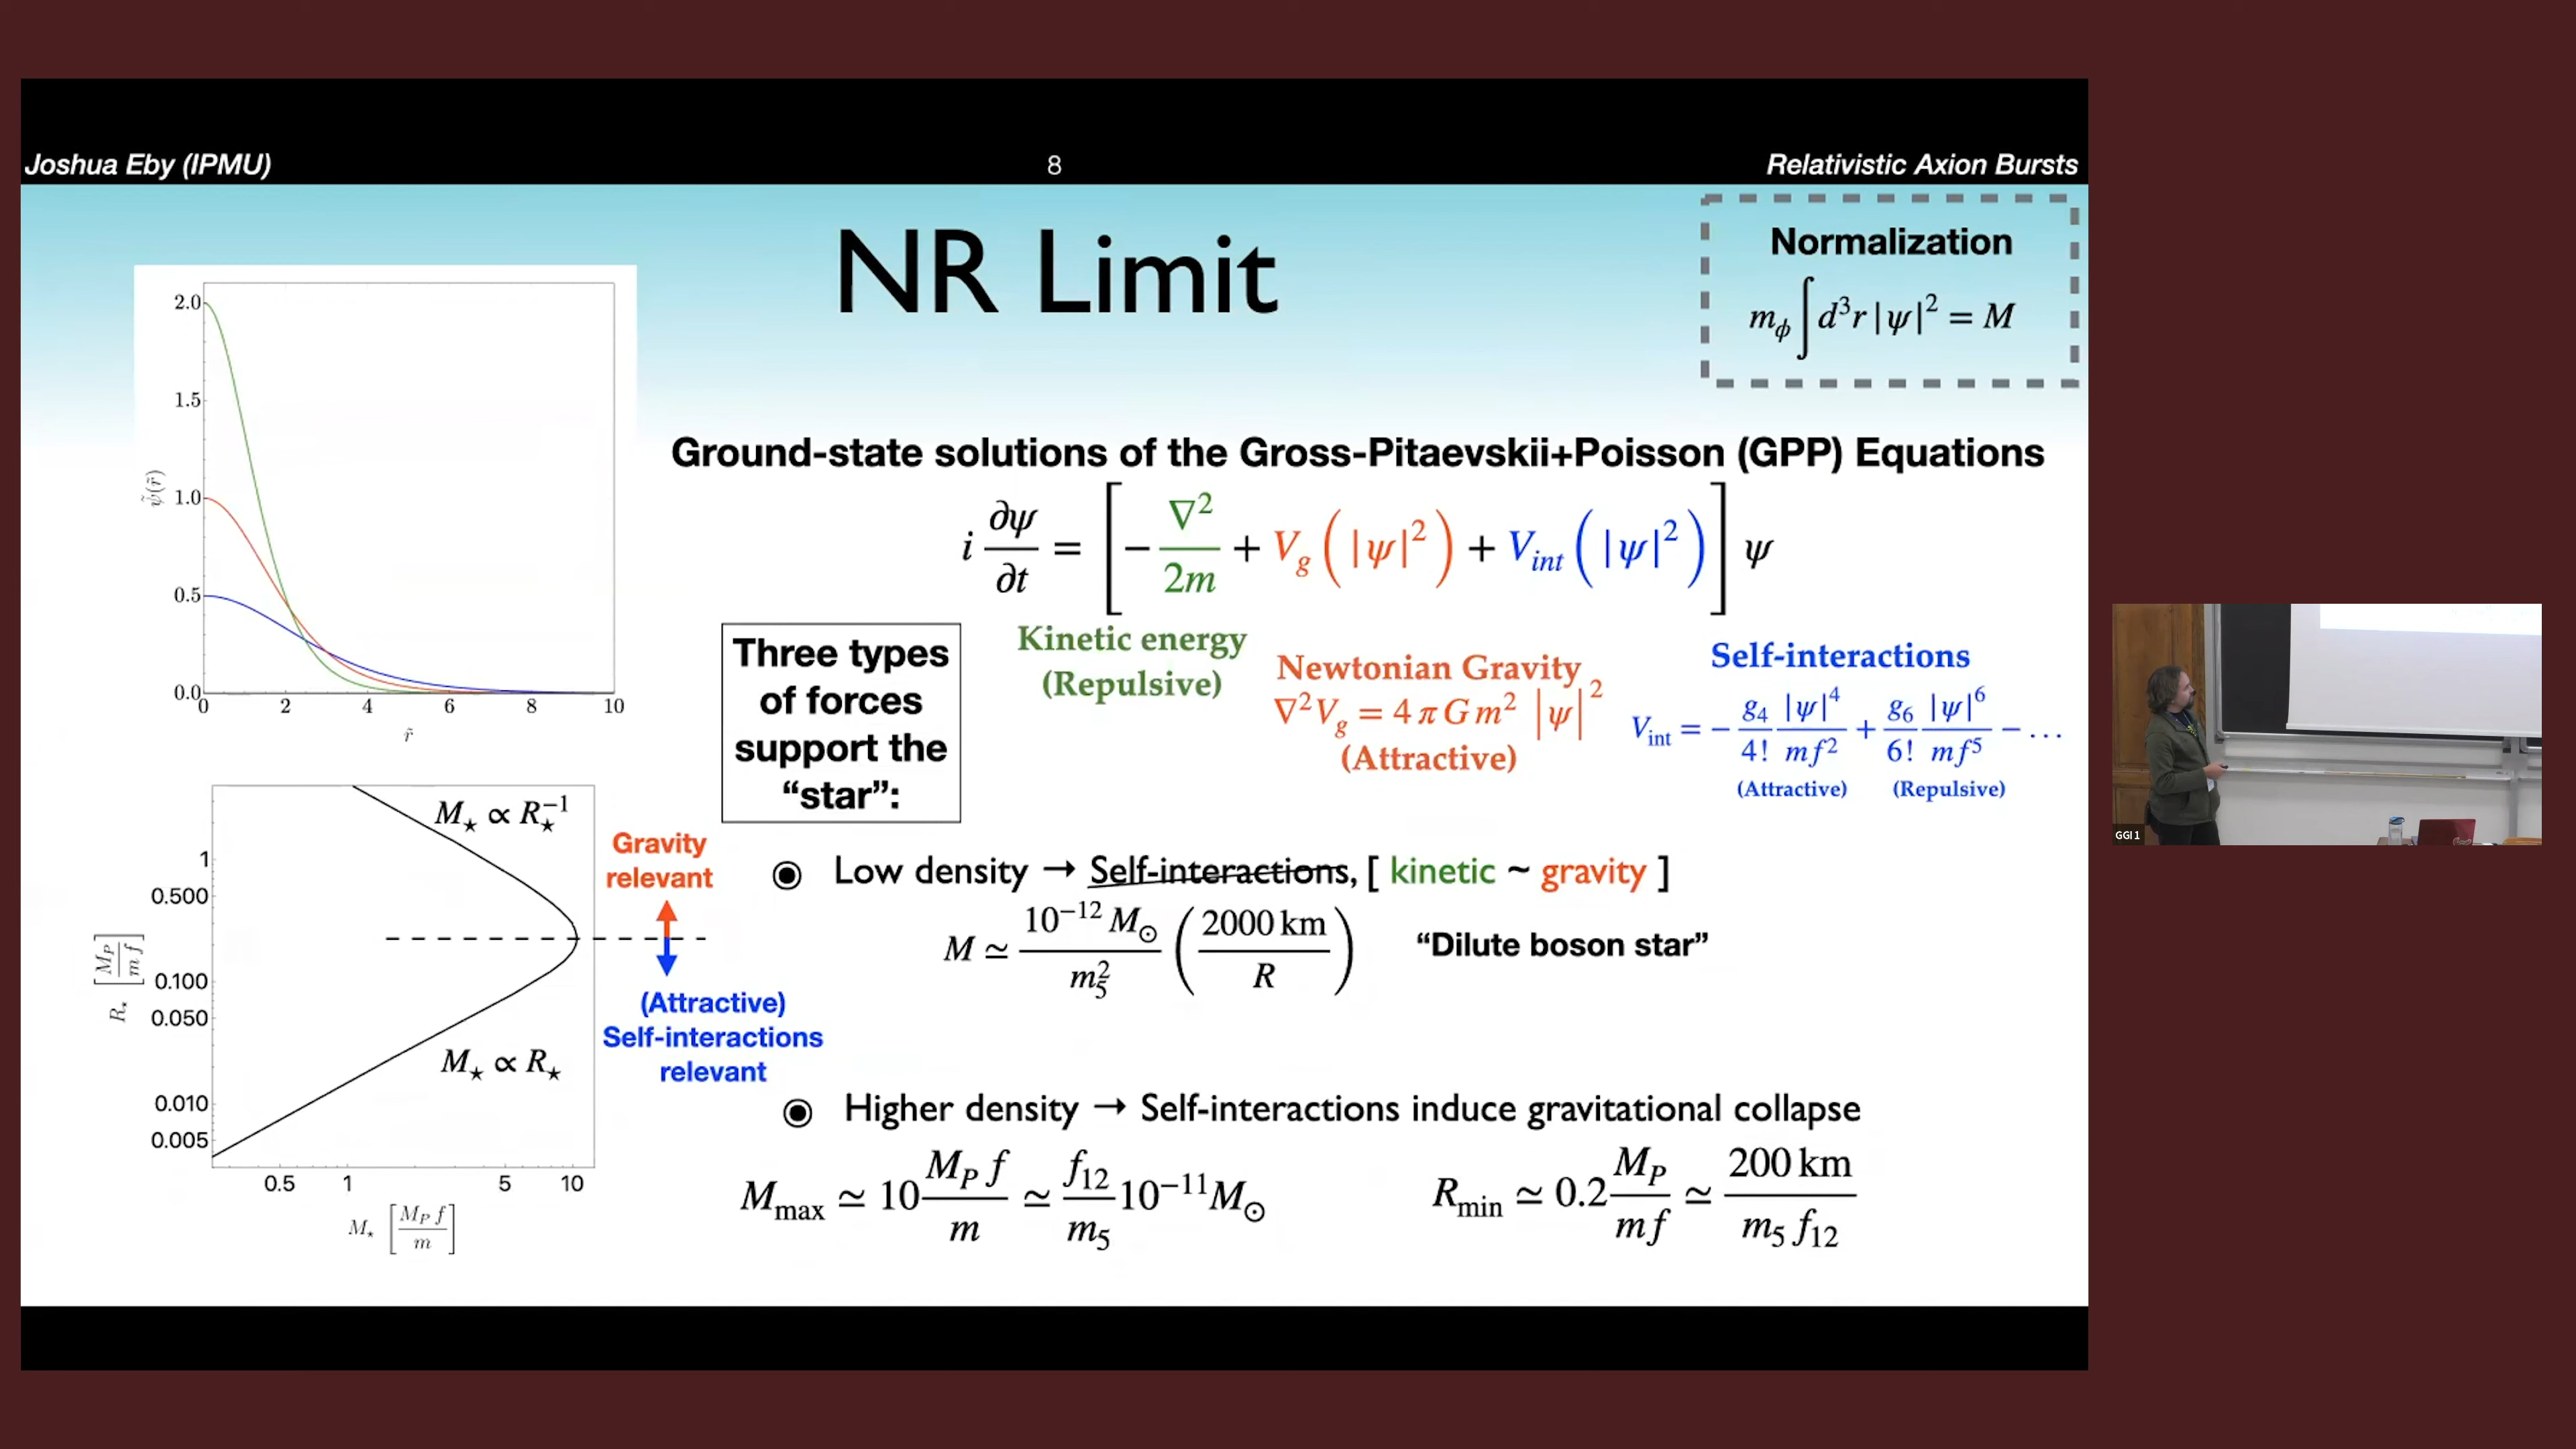 Joshua Eby (IPMU)
8
Relativistic Axion Bursts
NR Limit
Normalization
m_ϕ ∫ d³r |ψ|² = M
2.0
1.5
1.0
0.5
0.0
0 2 4 6 8 10
ψ̃(r̃)
r̃
Ground-state solutions of the Gross-Pitaevskii+Poisson (GPP) Equations
i ∂ψ/∂t = [ − ∇²/2m + V_g ( |ψ|² ) + V_int ( |ψ|² ) ] ψ
Three types
of forces
support the
“star”:
Kinetic energy
(Repulsive)
Newtonian Gravity
∇²V_g = 4 π G m² |ψ|²
(Attractive)
Self-interactions
V_int = − g₄/4! |ψ|⁴/mf² + g₆/6! |ψ|⁶/mf⁵ − …
(Attractive)
(Repulsive)
M⋆ ∝ R⋆⁻¹
M⋆ ∝ R⋆
1
0.500
0.100
0.050
0.010
0.005
0.5 1 5 10
R⋆ [M_P/m f]
M⋆ [M_P f/m]
Gravity
relevant
(Attractive)
Self-interactions
relevant
◉ Low density → Self-interactions, [ kinetic ~ gravity ]
M ≃ 10⁻¹² M⊙/m₅² (2000 km/R)
“Dilute boson star”
◉ Higher density → Self-interactions induce gravitational collapse
M_max ≃ 10 M_P f/m ≃ f₁₂/m₅ 10⁻¹¹ M⊙
R_min ≃ 0.2 M_P/m f ≃ 200 km/m₅ f₁₂
GGI 1